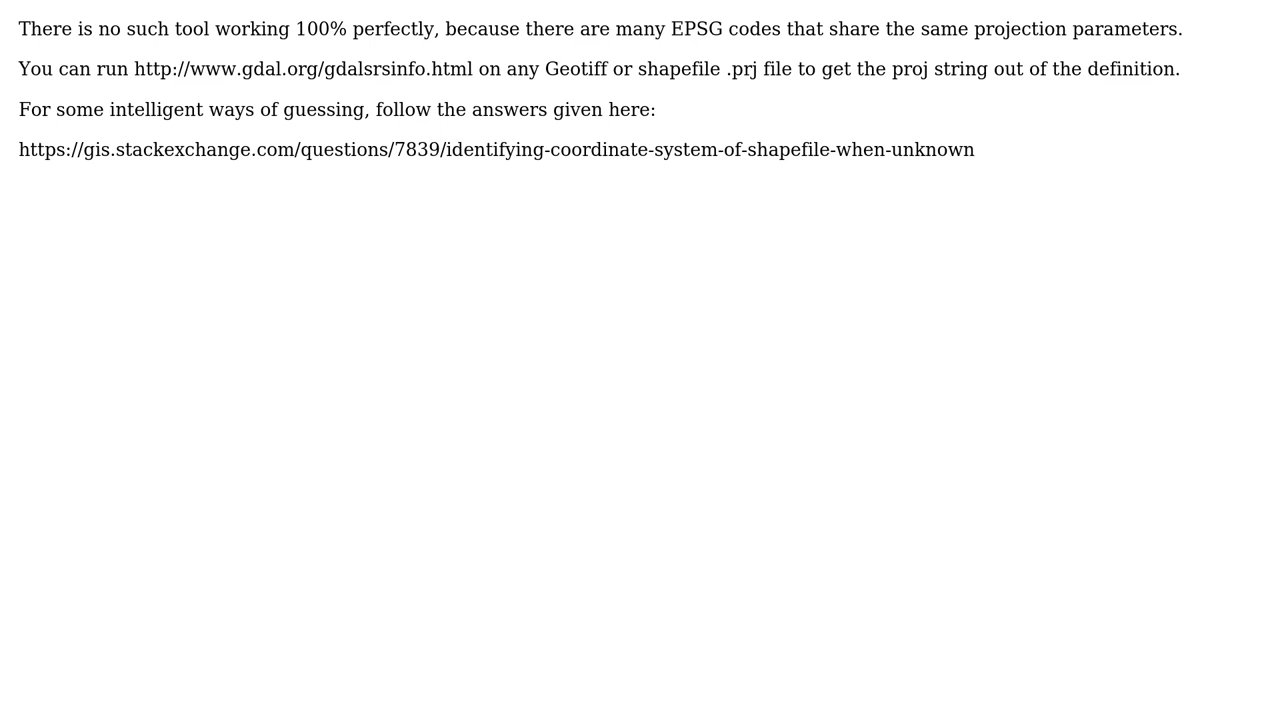 There is no such tool working 100% perfectly, because there are many EPSG codes that share the same projection parameters.
You can run http://www.gdal.org/gdalsrsinfo.html on any Geotiff or shapefile .prj file to get the proj string out of the definition.
For some intelligent ways of guessing, follow the answers given here:
https://gis.stackexchange.com/questions/7839/identifying-coordinate-system-of-shapefile-when-unknown